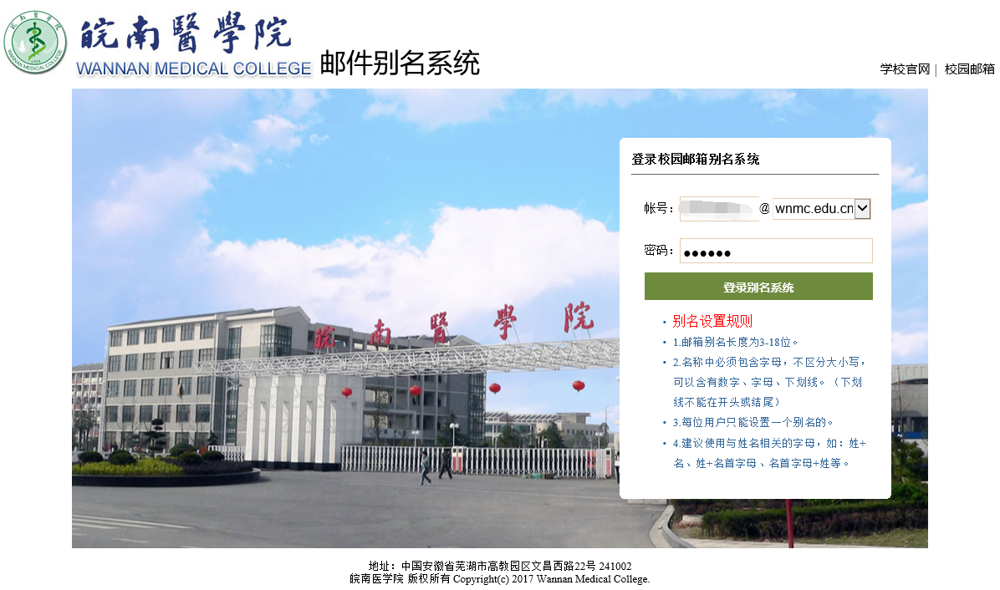 皖南醫學院
WANNAN MEDICAL COLLEGE
邮件别名系统
学校官网 | 校园邮箱
登录校园邮箱别名系统
帐号：@ wnmc.edu.cn
密码：●●●●●●
登录别名系统
• 别名设置规则
• 1.邮箱别名长度为3-18位。
• 2.名称中必须包含字母，不区分大小写，
可以含有数字、字母、下划线。（下划
线不能在开头或结尾）
• 3.每位用户只能设置一个别名的。
• 4.建议使用与姓名相关的字母，如：姓+
名、姓+名首字母、名首字母+姓等。
皖南醫學院
地址：中国安徽省芜湖市高教园区文昌西路22号 241002
皖南医学院 版权所有 Copyright(c) 2017 Wannan Medical College.